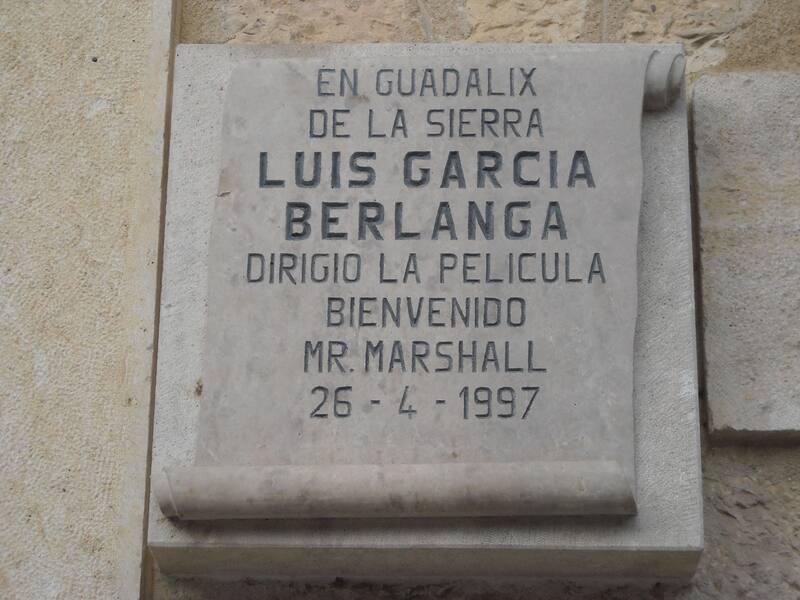 EN GUADALIX
DE LA SIERRA
LUIS GARCIA
BERLANGA
DIRIGIO LA PELICULA
BIENVENIDO
MR. MARSHALL
26 - 4 - 1997